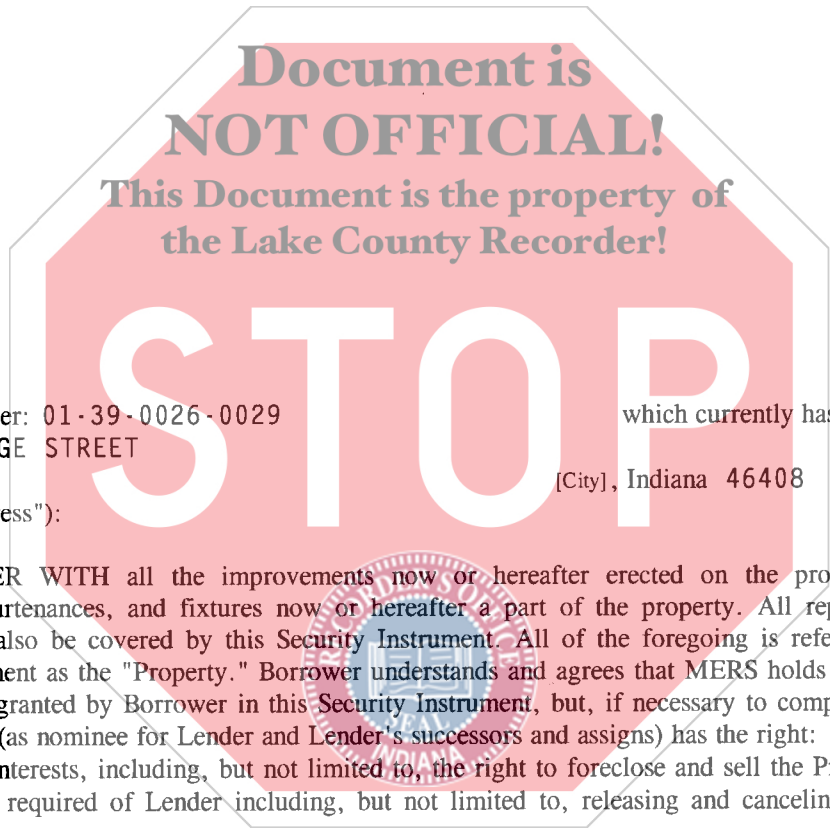 Document is
NOT OFFICIAL!
This Document is the property of
the Lake County Recorder!
STOP
er: 01-39-0026-0029 which currently has
GE STREET
[City], Indiana 46408
ess"):
ER WITH all the improvements now or hereafter erected on the pro
urtenances, and fixtures now or hereafter a part of the property. All rep
also be covered by this Security Instrument. All of the foregoing is refe
ment as the "Property." Borrower understands and agrees that MERS holds
granted by Borrower in this Security Instrument, but, if necessary to comp
(as nominee for Lender and Lender's successors and assigns) has the right:
nterests, including, but not limited to, the right to foreclose and sell the P
required of Lender including, but not limited to, releasing and cancelin
RECORDER'S OFFICE
SEAL
INDIANA